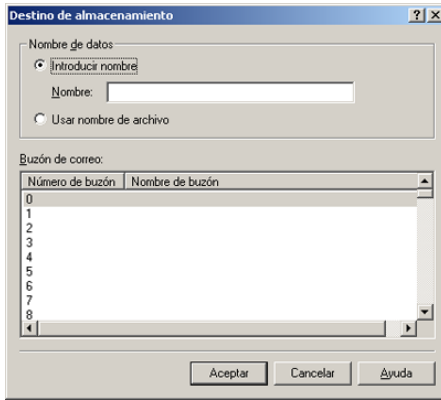 Destino de almacenamiento
Nombre de datos
Introducir nombre
Nombre:
Usar nombre de archivo
Buzón de correo:
Número de buzón Nombre de buzón
0
1
2
3
4
5
6
7
8
Aceptar Cancelar Ayuda